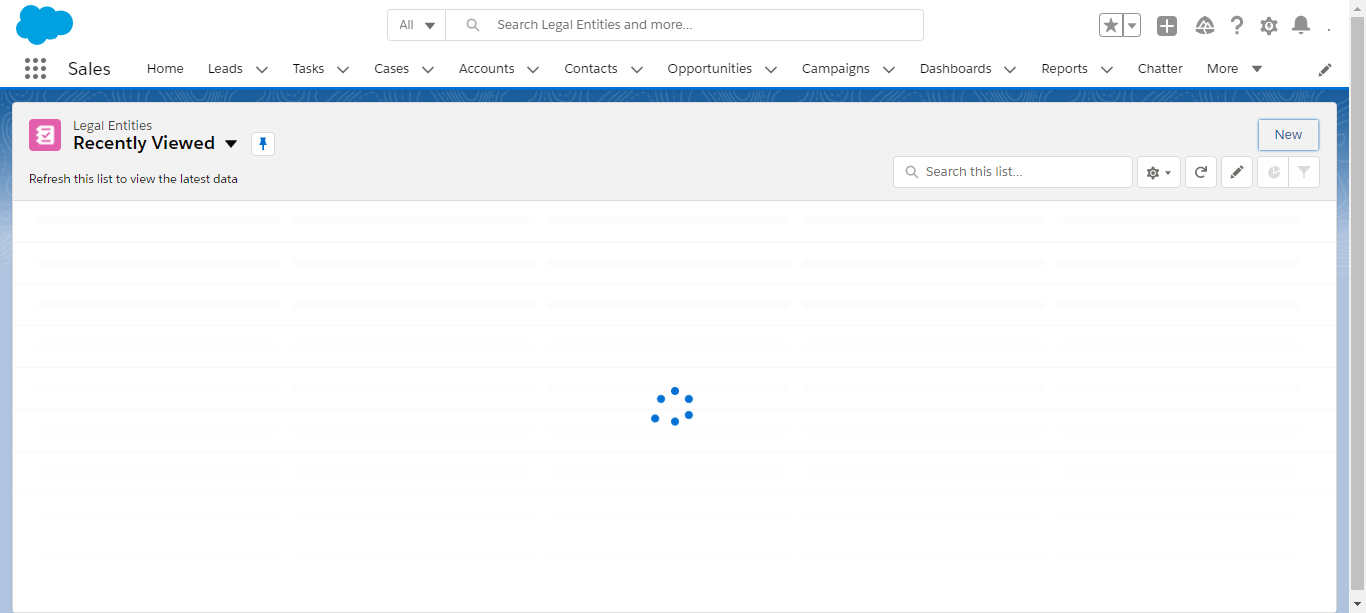 All
Search Legal Entities and more...
Sales
Home
Leads
Tasks
Cases
Accounts
Contacts
Opportunities
Campaigns
Dashboards
Reports
Chatter
More
Legal Entities
Recently Viewed
New
Refresh this list to view the latest data
Search this list...